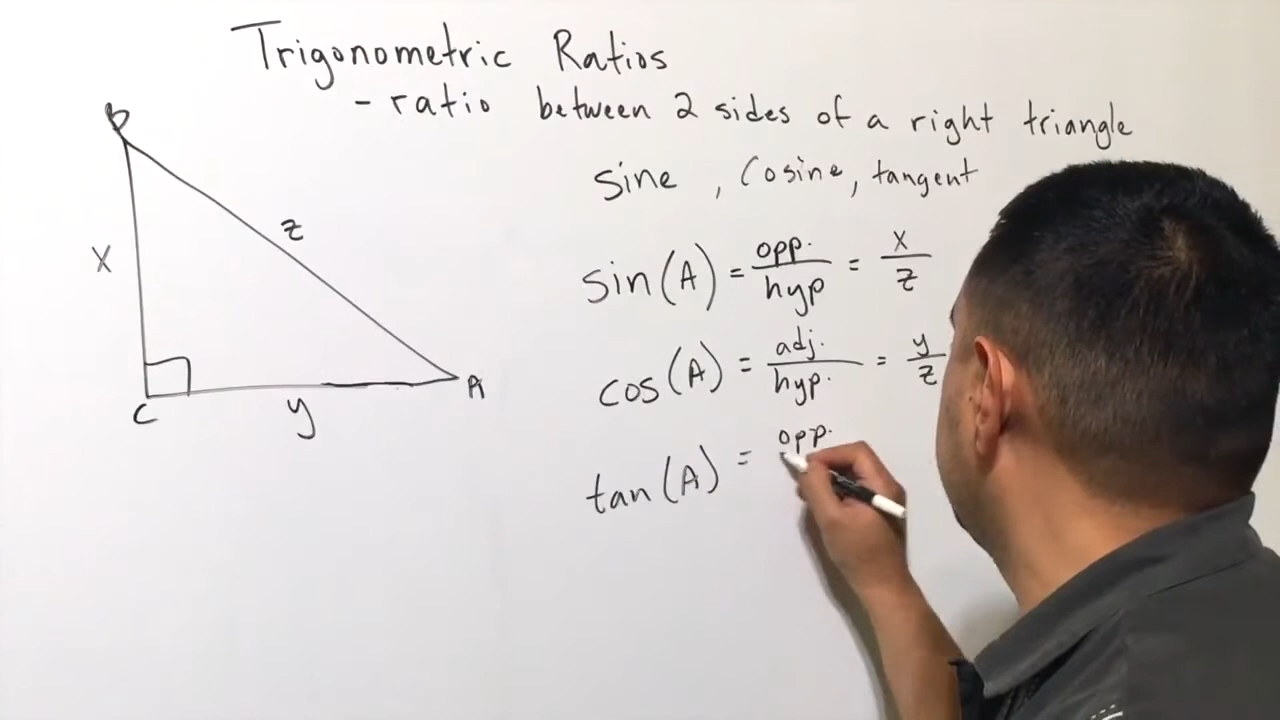 Trigonometric Ratios
- ratio between 2 sides of a right triangle
sine, Cosine, tangent
B
x
z
C
y
A
sin(A) = opp./hyp = x/z
cos(A) = adj./hyp. = y/z
tan(A) = opp.